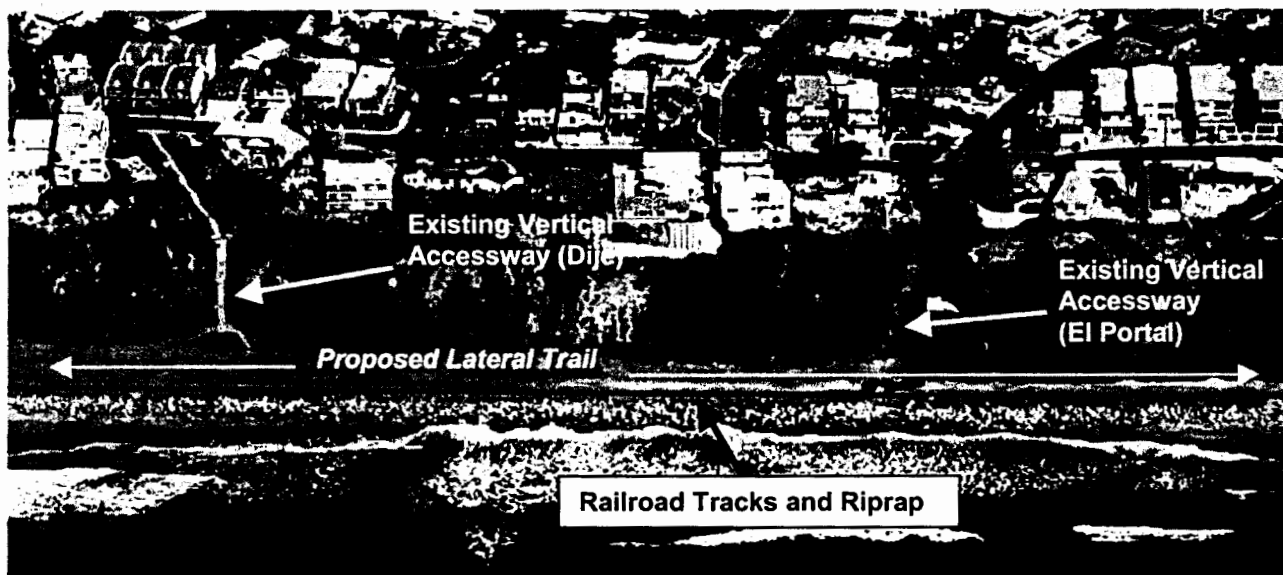 Existing Vertical
Accessway (Dije)
Existing Vertical
Accessway
(El Portal)
Proposed Lateral Trail
Railroad Tracks and Riprap